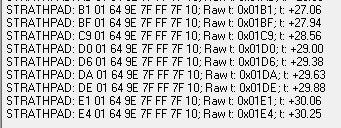 STRATHPAD: B1 01 64 9E 7F FF 7F 10; Raw t: 0x01B1; t: +27.06
STRATHPAD: BF 01 64 9E 7F FF 7F 10; Raw t: 0x01BF; t: +27.94
STRATHPAD: C9 01 64 9E 7F FF 7F 10; Raw t: 0x01C9; t: +28.56
STRATHPAD: D0 01 64 9E 7F FF 7F 10; Raw t: 0x01D0; t: +29.00
STRATHPAD: D6 01 64 9E 7F FF 7F 10; Raw t: 0x01D6; t: +29.38
STRATHPAD: DA 01 64 9E 7F FF 7F 10; Raw t: 0x01DA; t: +29.63
STRATHPAD: DE 01 64 9E 7F FF 7F 10; Raw t: 0x01DE; t: +29.88
STRATHPAD: E1 01 64 9E 7F FF 7F 10; Raw t: 0x01E1; t: +30.06
STRATHPAD: E4 01 64 9E 7F FF 7F 10; Raw t: 0x01E4; t: +30.25